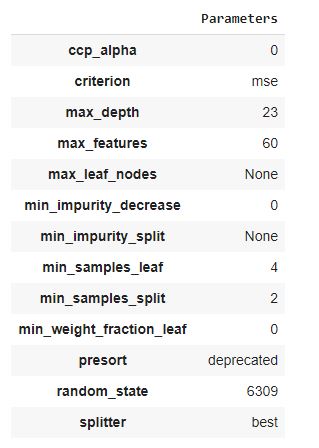 Parameters
ccp_alpha 0
criterion mse
max_depth 23
max_features 60
max_leaf_nodes None
min_impurity_decrease 0
min_impurity_split None
min_samples_leaf 4
min_samples_split 2
min_weight_fraction_leaf 0
presort deprecated
random_state 6309
splitter best